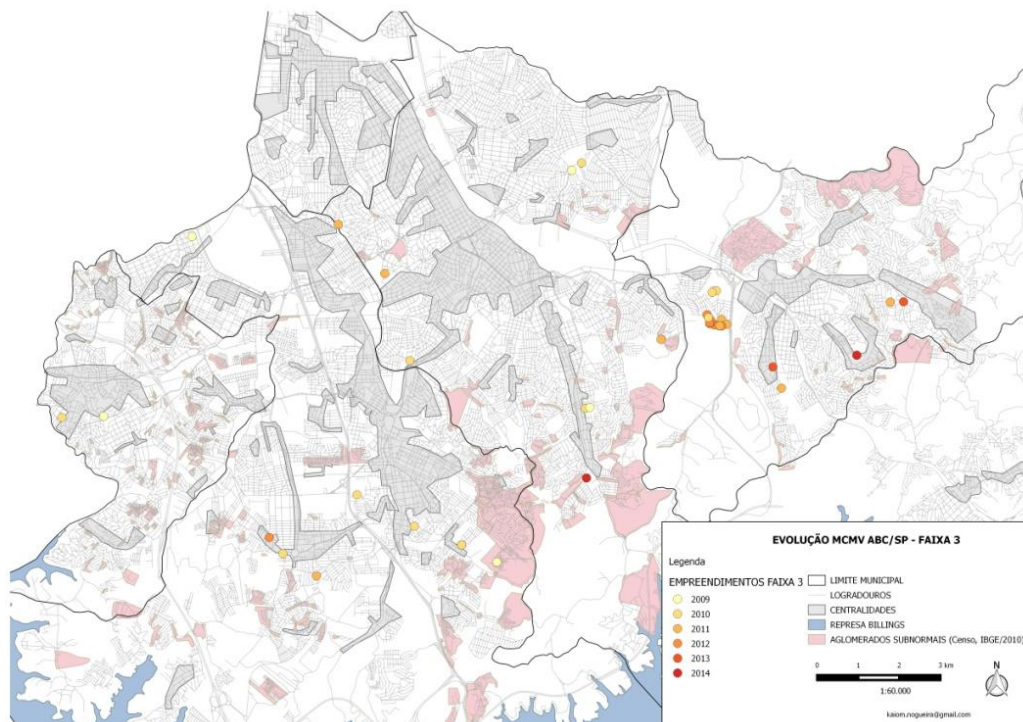 EVOLUÇÃO MCMV ABC/SP - FAIXA 3
Legenda
EMPREENDIMENTOS FAIXA 3
2009
2010
2011
2012
2013
2014
LIMITE MUNICIPAL
LOGRADOUROS
CENTRALIDADES
REPRESA BILLINGS
AGLOMERADOS SUBNORMAIS (Censo, IBGE/2010)
0 1 2 3 km
1:60.000
N
kaiom.nogueira@gmail.com